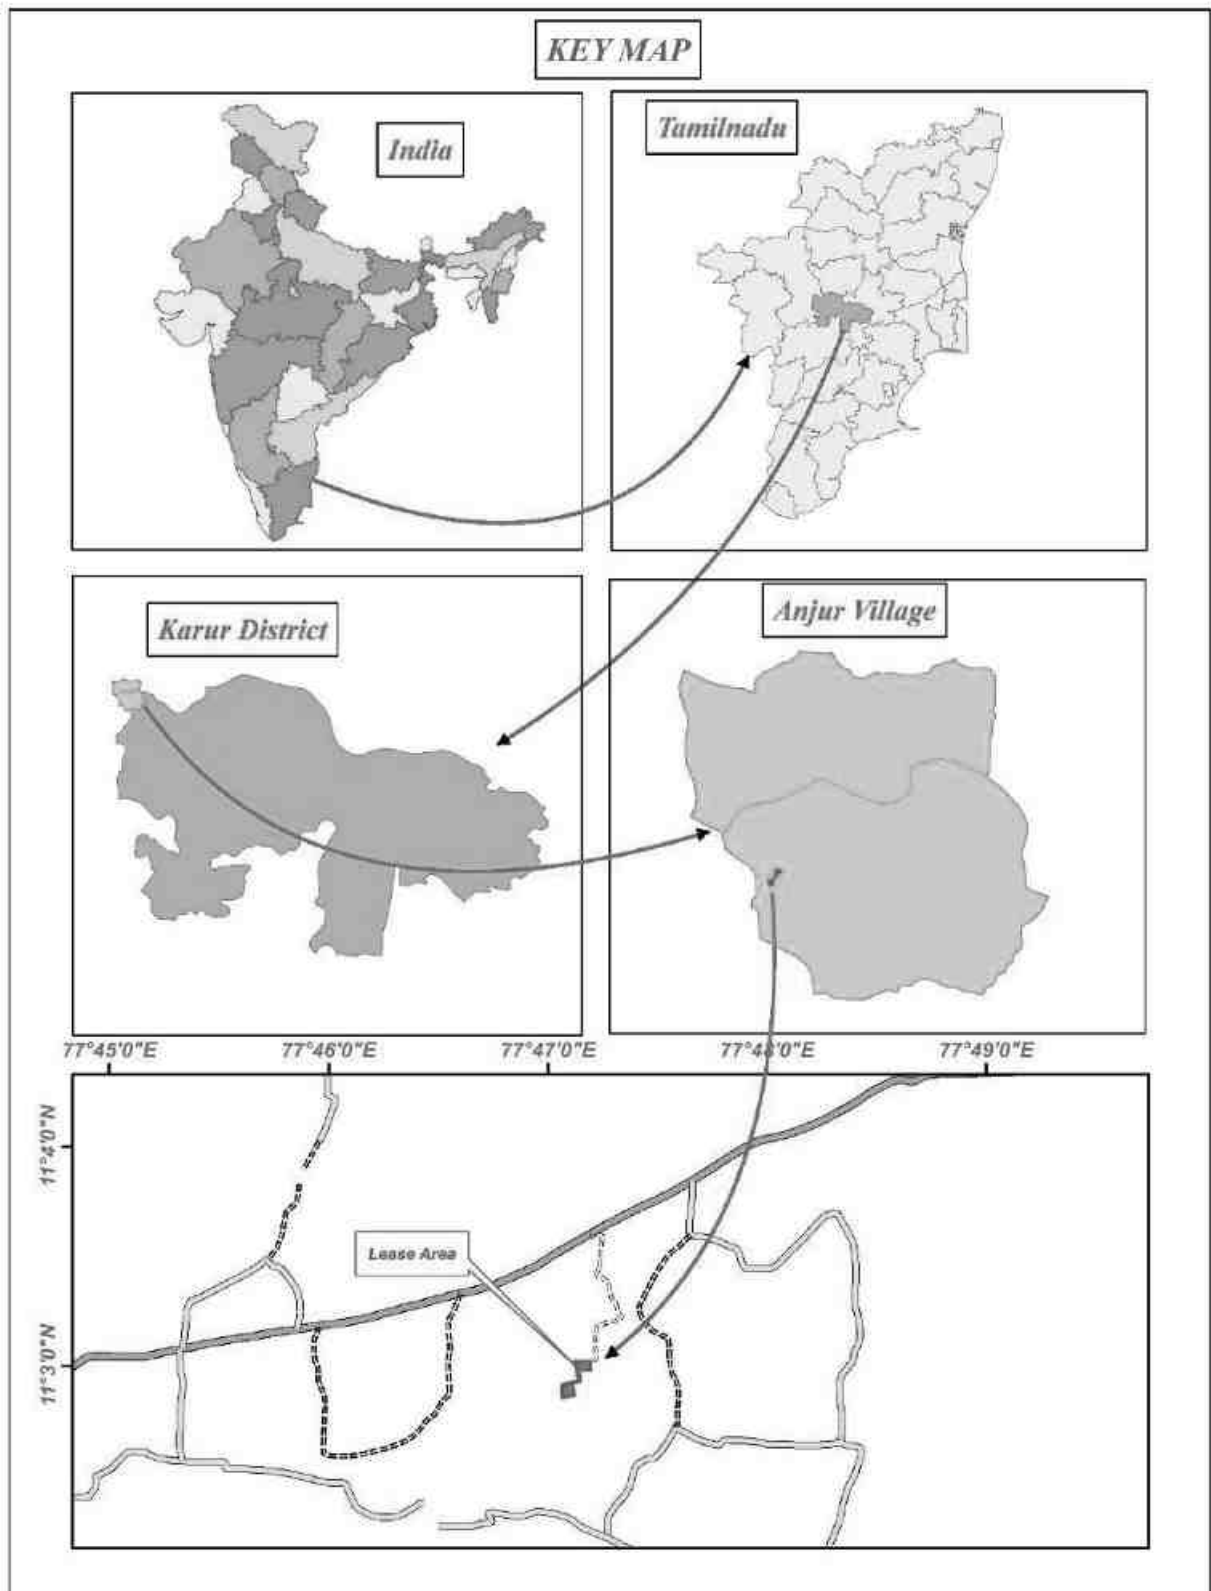 KEY MAP
India
Tamilnadu
Karur District
Anjur Village
77°45'0"E 77°46'0"E 77°47'0"E 77°48'0"E 77°49'0"E
11°4'0"N
Lease Area
11°3'0"N